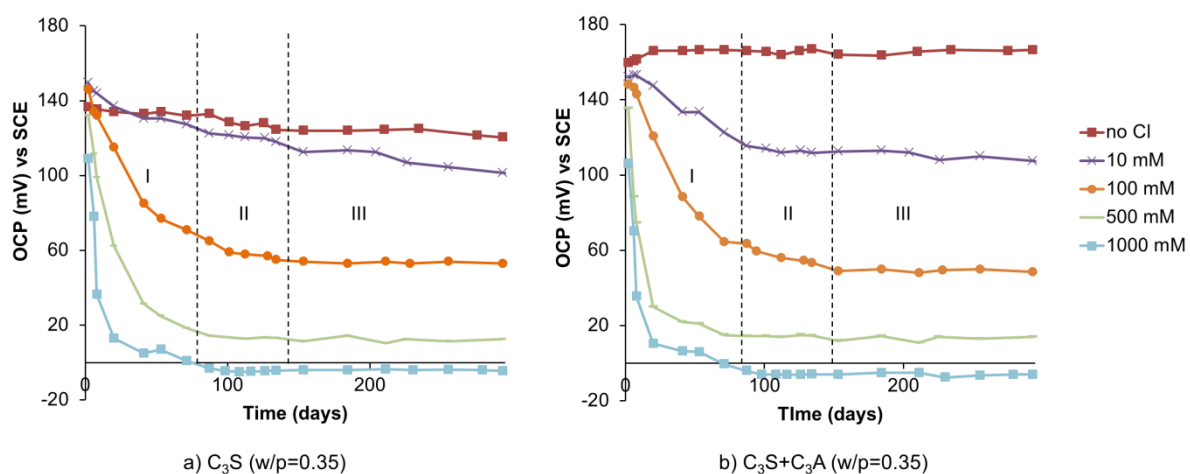 180
140
100
60
20
-20
OCP (mV) vs SCE
I
II
III
0
100
200
Time (days)
a) C₃S (w/p=0.35)
180
140
100
60
20
-20
OCP (mV) vs SCE
I
II
III
0
100
200
TIme (days)
b) C₃S+C₃A (w/p=0.35)
no Cl
10 mM
100 mM
500 mM
1000 mM